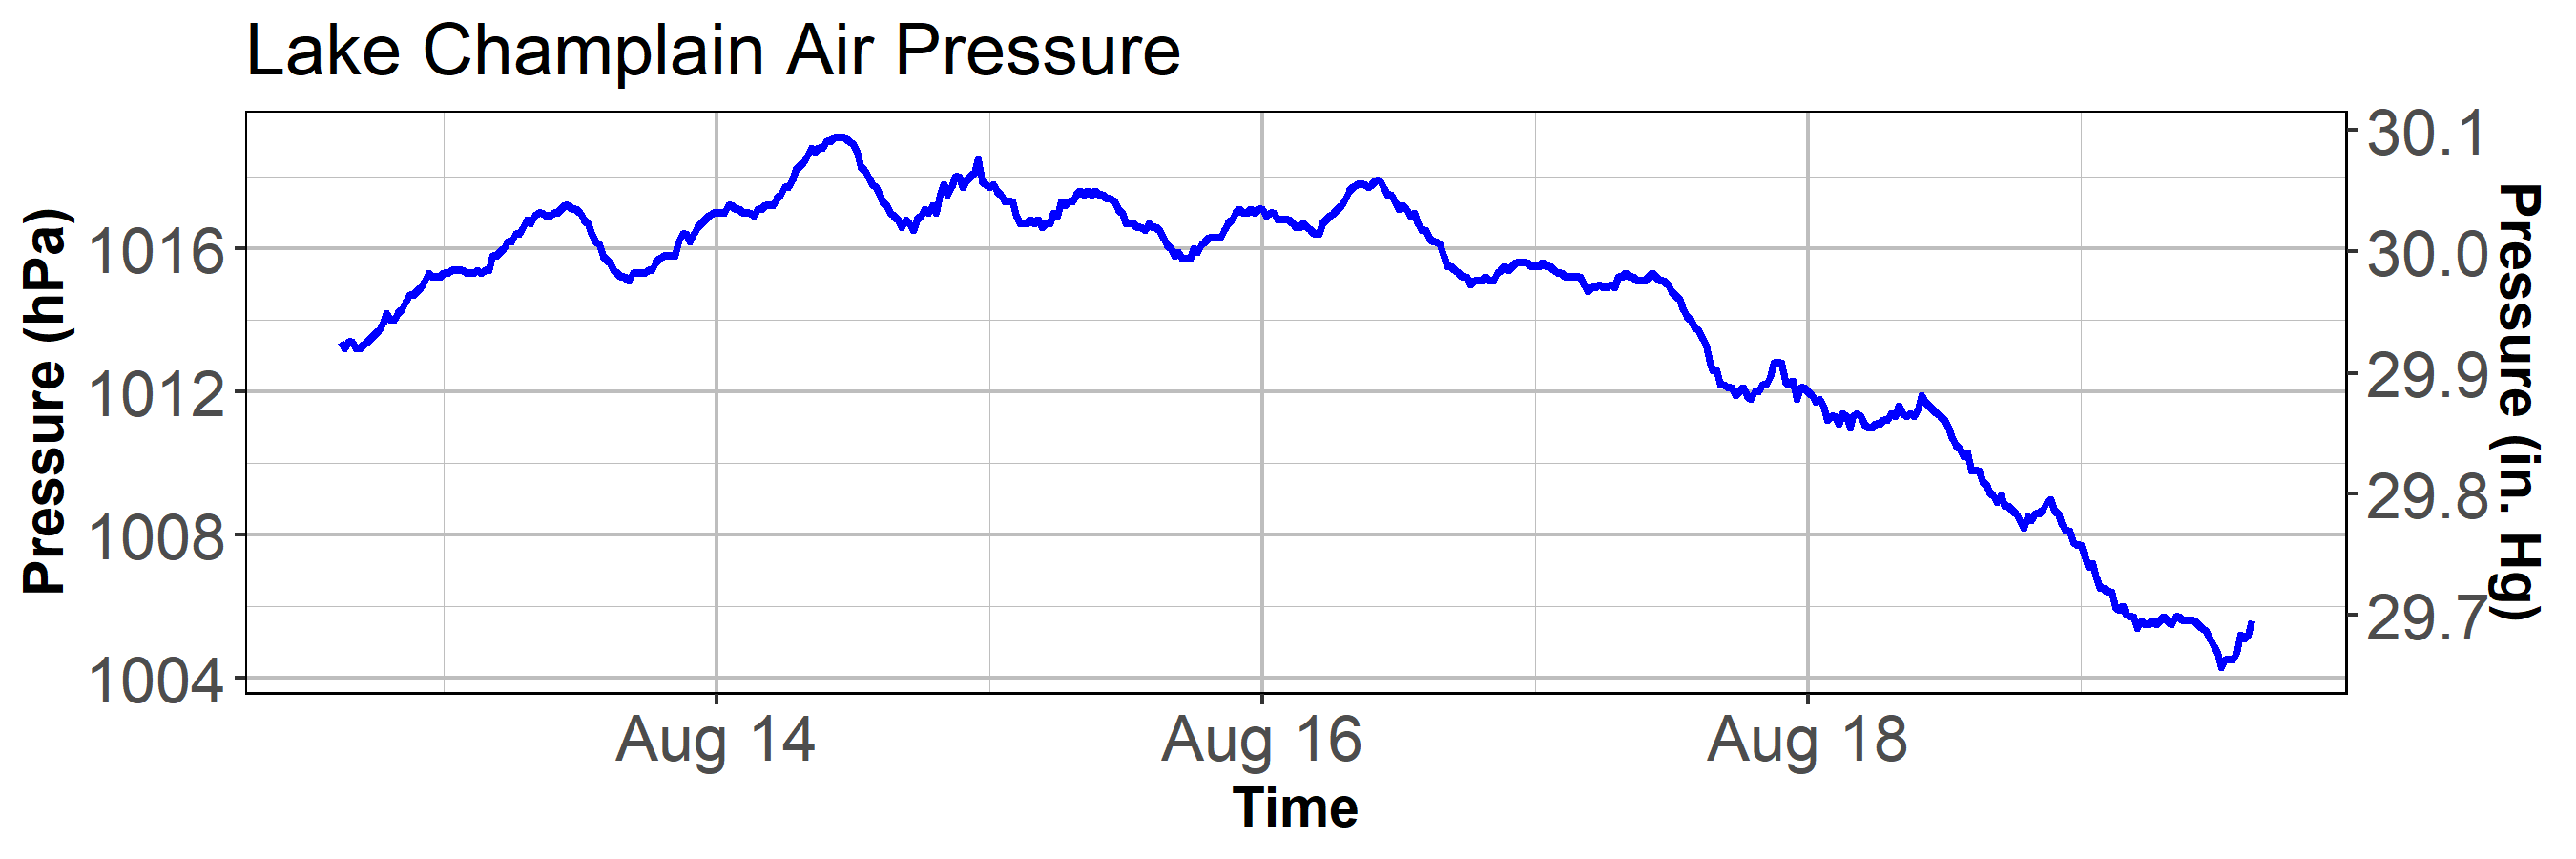 Lake Champlain Air Pressure
Pressure (hPa)
1016
1012
1008
1004
30.1
30.0
29.9
29.8
29.7
Pressure (in. Hg)
Aug 14 Aug 16 Aug 18
Time